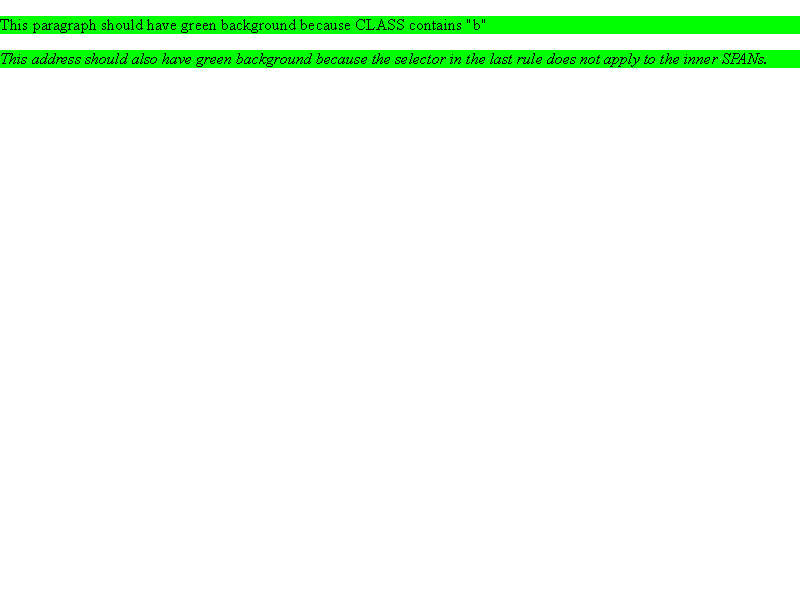 This paragraph should have green background because CLASS contains "b"
This address should also have green background because the selector in the last rule does not apply to the inner SPANs.